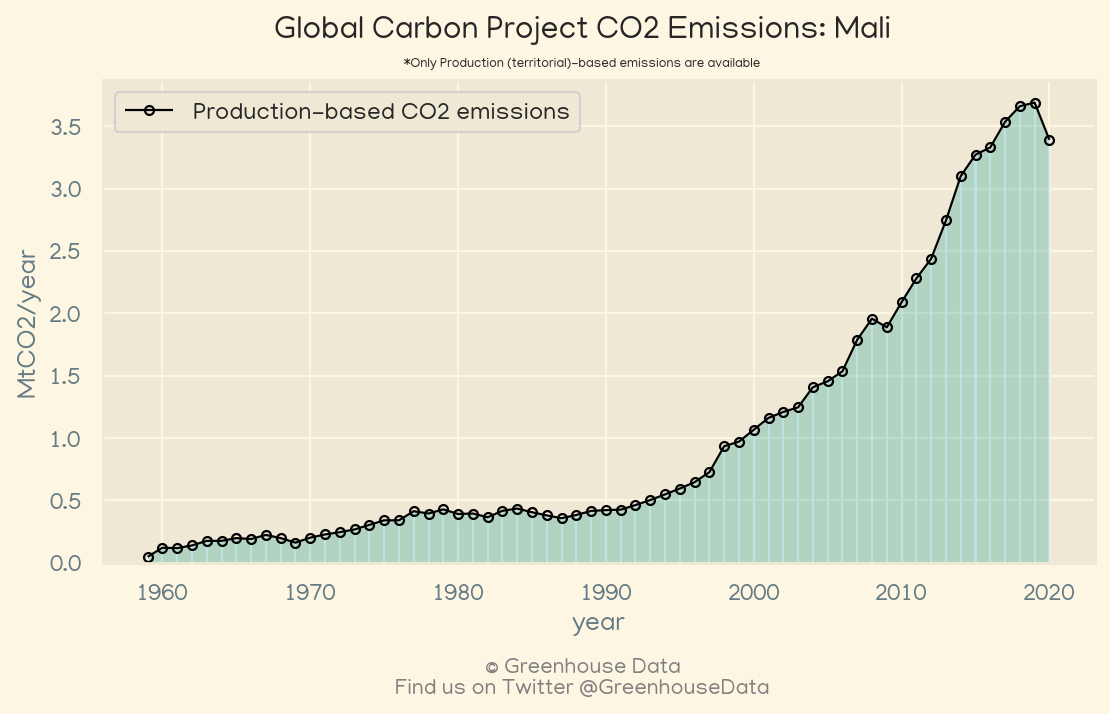 Global Carbon Project CO2 Emissions: Mali
*Only Production (territorial)-based emissions are available
Production-based CO2 emissions
MtCO2/year
3.5
3.0
2.5
2.0
1.5
1.0
0.5
0.0
1960 1970 1980 1990 2000 2010 2020
year
© Greenhouse Data
Find us on Twitter @GreenhouseData